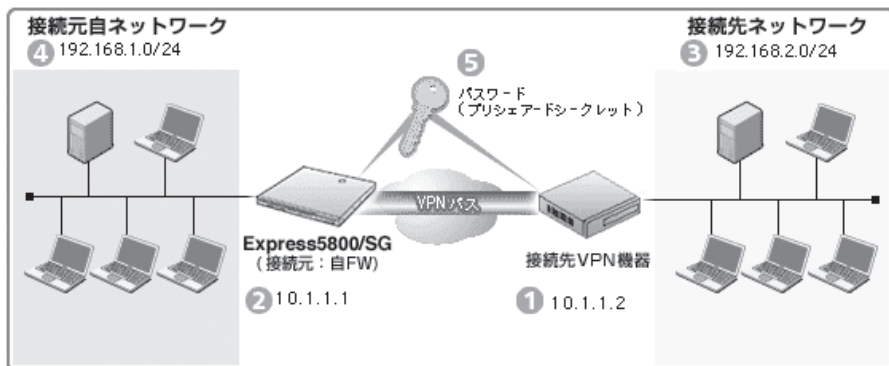 接続元自ネットワーク
④ 192.168.1.0/24
接続先ネットワーク
③ 192.168.2.0/24
⑤
パスワード
(プリシェアードシークレット)
VPNパス
Express5800/SG
(接続元:自FW)
② 10.1.1.1
接続先VPN機器
① 10.1.1.2